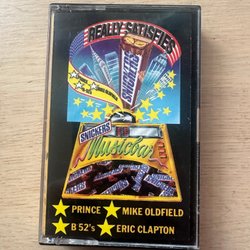 REALLY SATISFIES
SNICKERS
SNICKERS
Musicbar
PRINCE
MIKE OLDFIELD
B 52's
ERIC CLAPTON